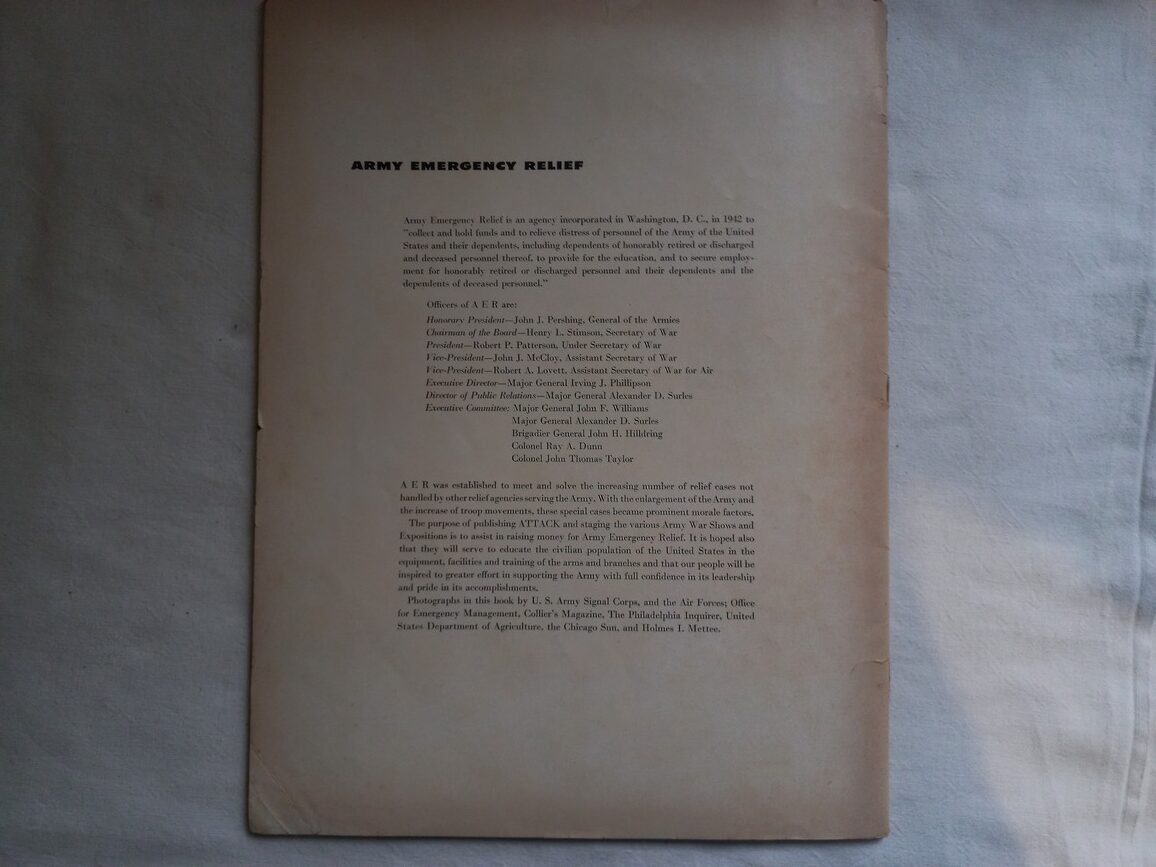 ARMY EMERGENCY RELIEF
Army Emergency Relief is an agency incorporated in Washington, D. C., in 1942 to
"collect and hold funds and to relieve distress of personnel of the Army of the United
States and their dependents, including dependents of honorably retired or discharged
and deceased personnel thereof, to provide for the education, and to secure employ-
ment for honorably retired or discharged personnel and their dependents and the
dependents of deceased personnel."
Officers of A E R are:
Honorary President—John J. Pershing, General of the Armies
Chairman of the Board—Henry L. Stimson, Secretary of War
President—Robert P. Patterson, Under Secretary of War
Vice-President—John J. McCloy, Assistant Secretary of War
Vice-President—Robert A. Lovett, Assistant Secretary of War for Air
Executive Director—Major General Irving J. Phillipson
Director of Public Relations—Major General Alexander D. Surles
Executive Committee: Major General John F. Williams
Major General Alexander D. Surles
Brigadier General John H. Hilldring
Colonel Ray A. Dunn
Colonel John Thomas Taylor
A E R was established to meet and solve the increasing number of relief cases not
handled by other relief agencies serving the Army. With the enlargement of the Army and
the increase of troop movements, these special cases became prominent morale factors.
The purpose of publishing ATTACK and staging the various Army War Shows and
Expositions is to assist in raising money for Army Emergency Relief. It is hoped also
that they will serve to educate the civilian population of the United States in the
equipment, facilities and training of the arms and branches and that our people will be
inspired to greater effort in supporting the Army with full confidence in its leadership
and pride in its accomplishments.
Photographs in this book by U. S. Army Signal Corps, and the Air Forces; Office
for Emergency Management, Collier's Magazine, The Philadelphia Inquirer, United
States Department of Agriculture, the Chicago Sun, and Holmes I. Mettee.